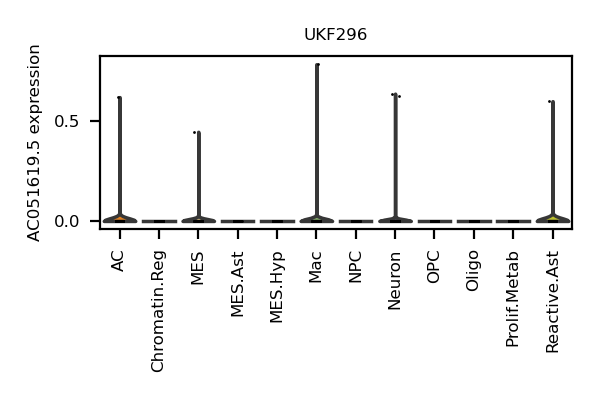 UKF296
AC051619.5 expression
0.5
0.0
AC
Chromatin.Reg
MES
MES.Ast
MES.Hyp
Mac
NPC
Neuron
OPC
Oligo
Prolif.Metab
Reactive.Ast